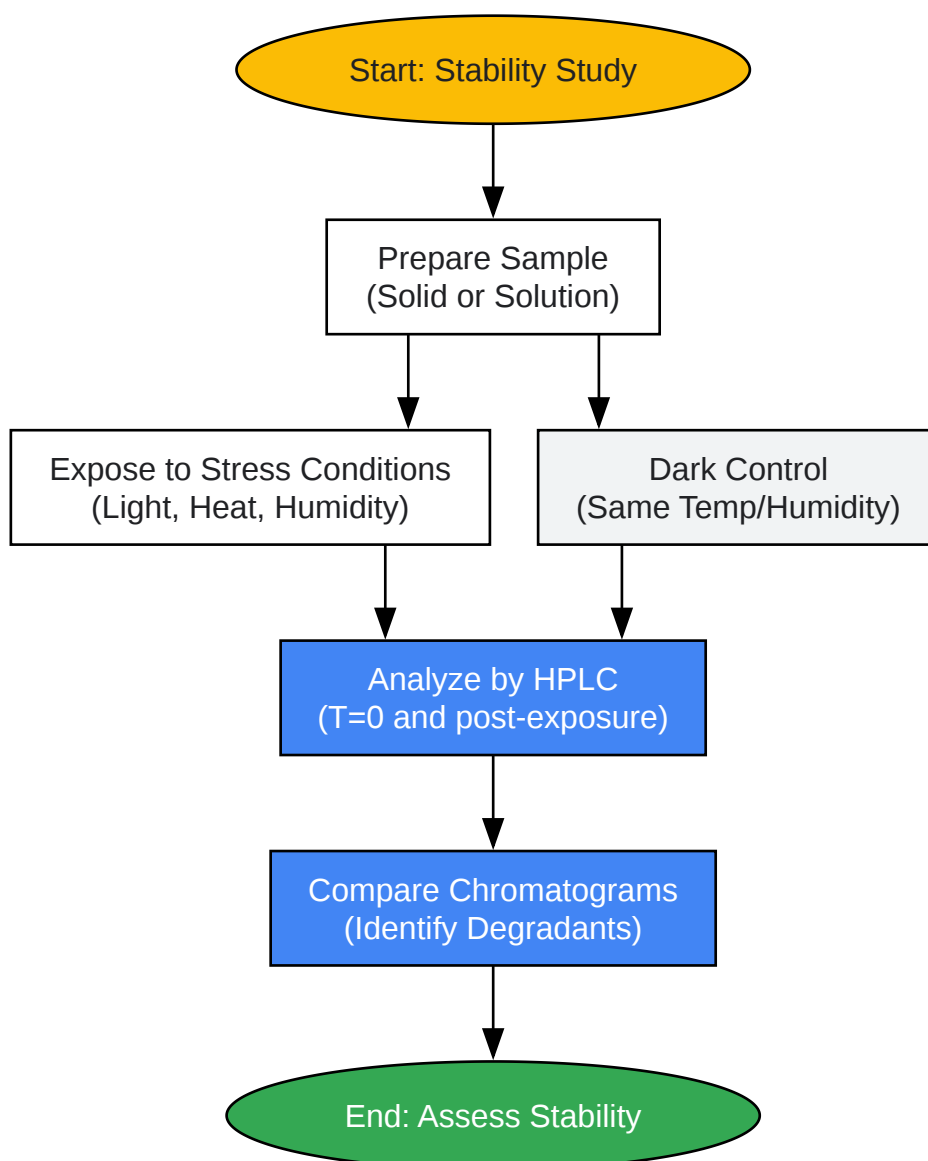 Start: Stability Study
Prepare Sample
(Solid or Solution)
Expose to Stress Conditions
(Light, Heat, Humidity)
Dark Control
(Same Temp/Humidity)
Analyze by HPLC
(T=0 and post-exposure)
Compare Chromatograms
(Identify Degradants)
End: Assess Stability